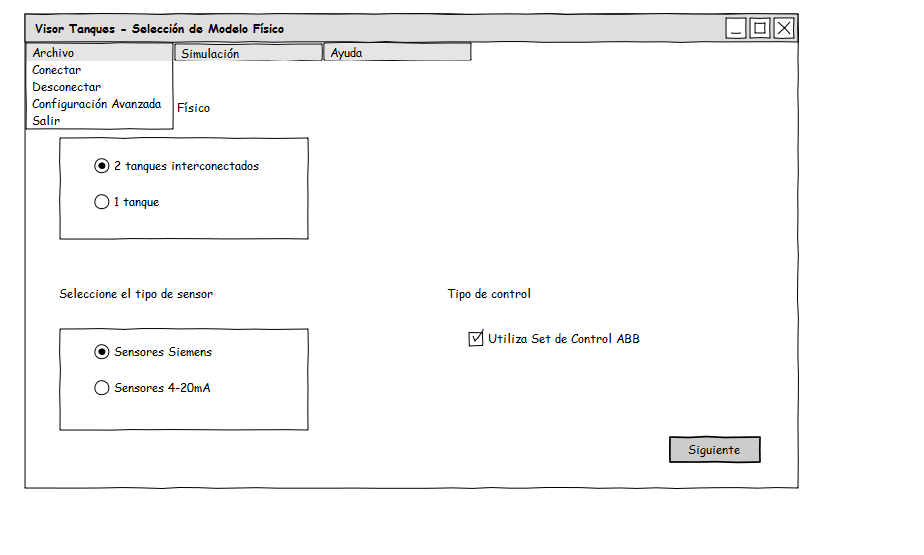 Visor Tanques - Selección de Modelo Físico
Archivo Simulación Ayuda
Conectar
Desconectar
Configuración Avanzada
Físico
Salir
2 tanques interconectados
1 tanque
Seleccione el tipo de sensor
Tipo de control
Sensores Siemens
Utiliza Set de Control ABB
Sensores 4-20mA
Siguiente